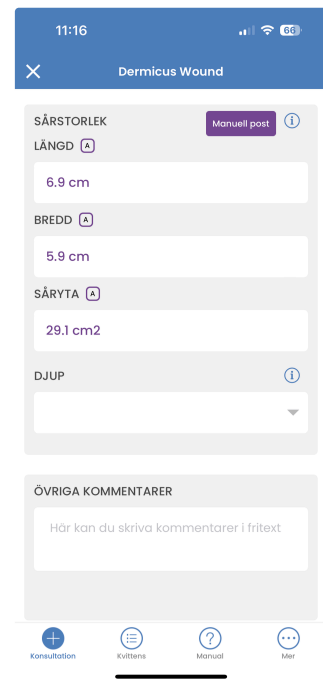 11:16
66
Dermicus Wound
SÅRSTORLEK
Manuell post
i
LÄNGD A
6.9 cm
BREDD A
5.9 cm
SÅRYTA A
29.1 cm2
DJUP
i
ÖVRIGA KOMMENTARER
Här kan du skriva kommentarer i fritext
Konsultation
Kvittens
?
Manual
Mer